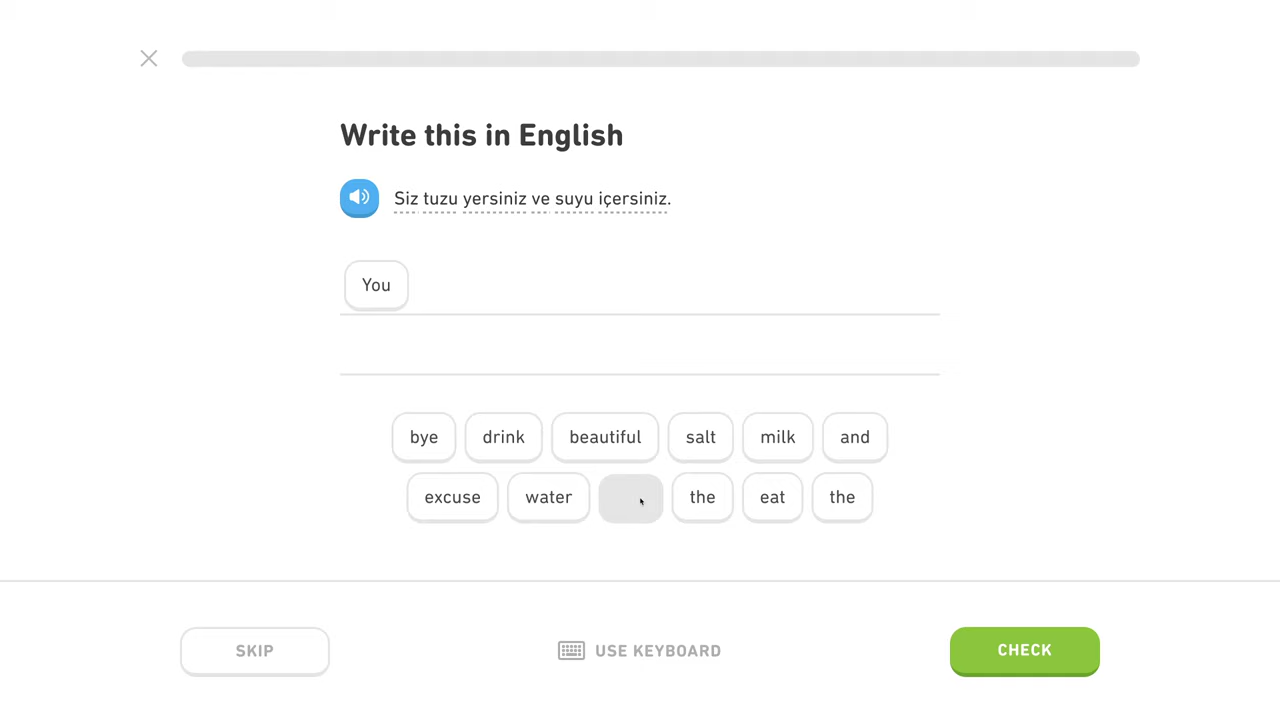 Write this in English
Siz tuzu yersiniz ve suyu içersiniz.
You
bye drink beautiful salt milk and
excuse water the eat the
SKIP USE KEYBOARD CHECK